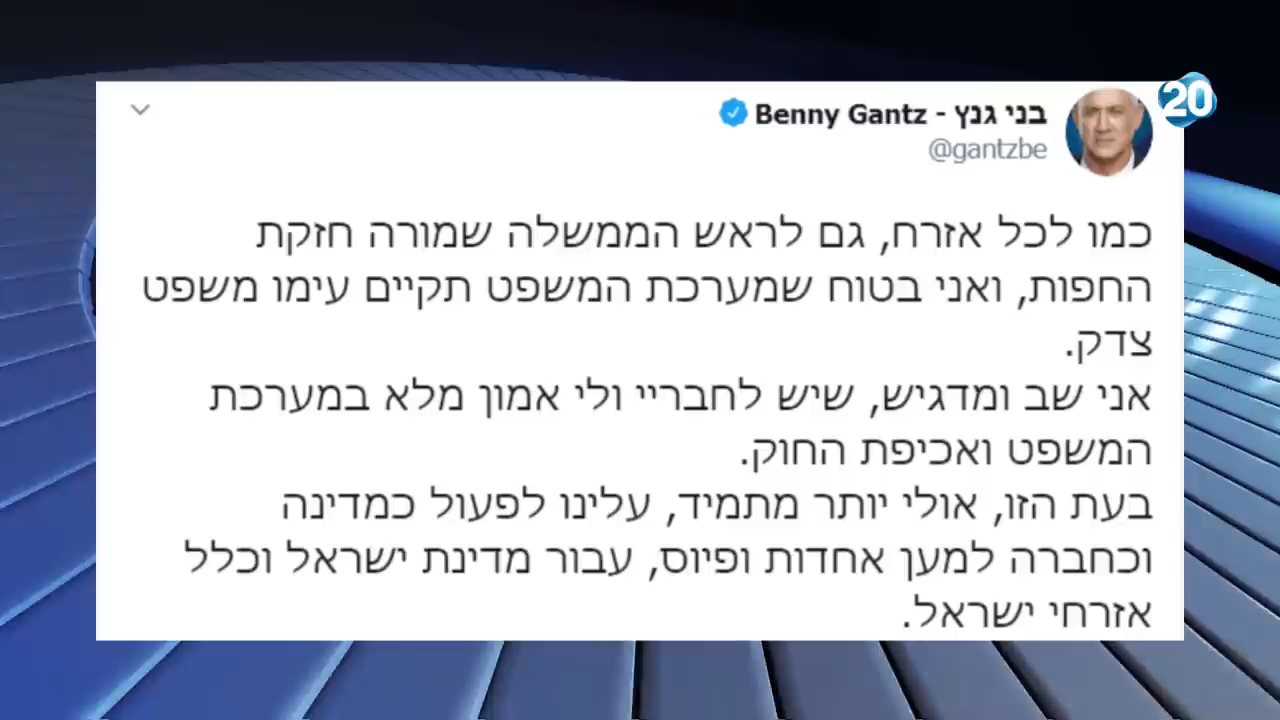 בני גנץ - Benny Gantz
@gantzbe
20
כמו לכל אזרח, גם לראש הממשלה שמורה חזקת
החפות, ואני בטוח שמערכת המשפט תקיים עימו משפט
צדק.
אני שב ומדגיש, שיש לחבריי ולי אמון מלא במערכת
המשפט ואכיפת החוק.
בעת הזו, אולי יותר מתמיד, עלינו לפעול כמדינה
וכחברה למען אחדות ופיוס, עבור מדינת ישראל וכלל
אזרחי ישראל.